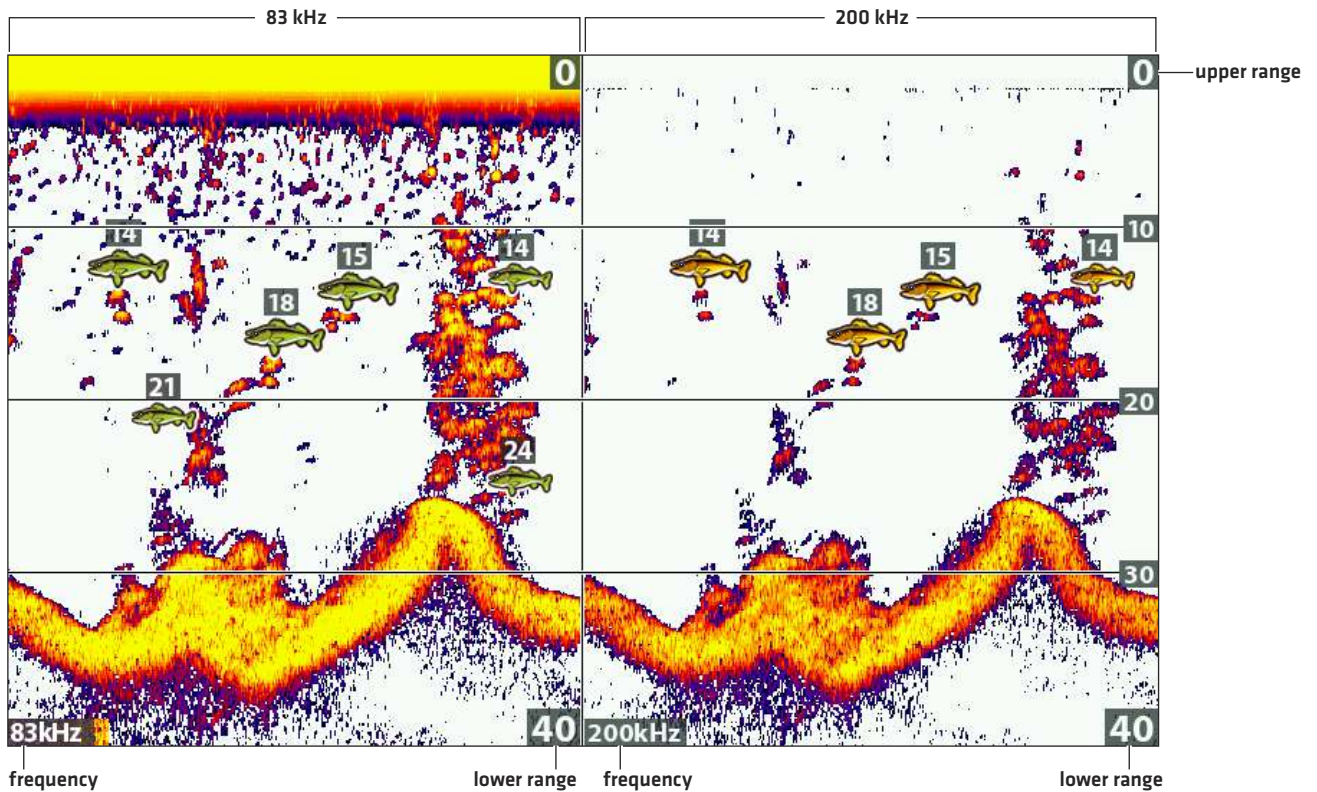 83 kHz
200 kHz
0
0
upper range
10
14
15
14
14
15
14
18
18
21
20
24
30
83kHz
40
200kHz
40
frequency
lower range
frequency
lower range